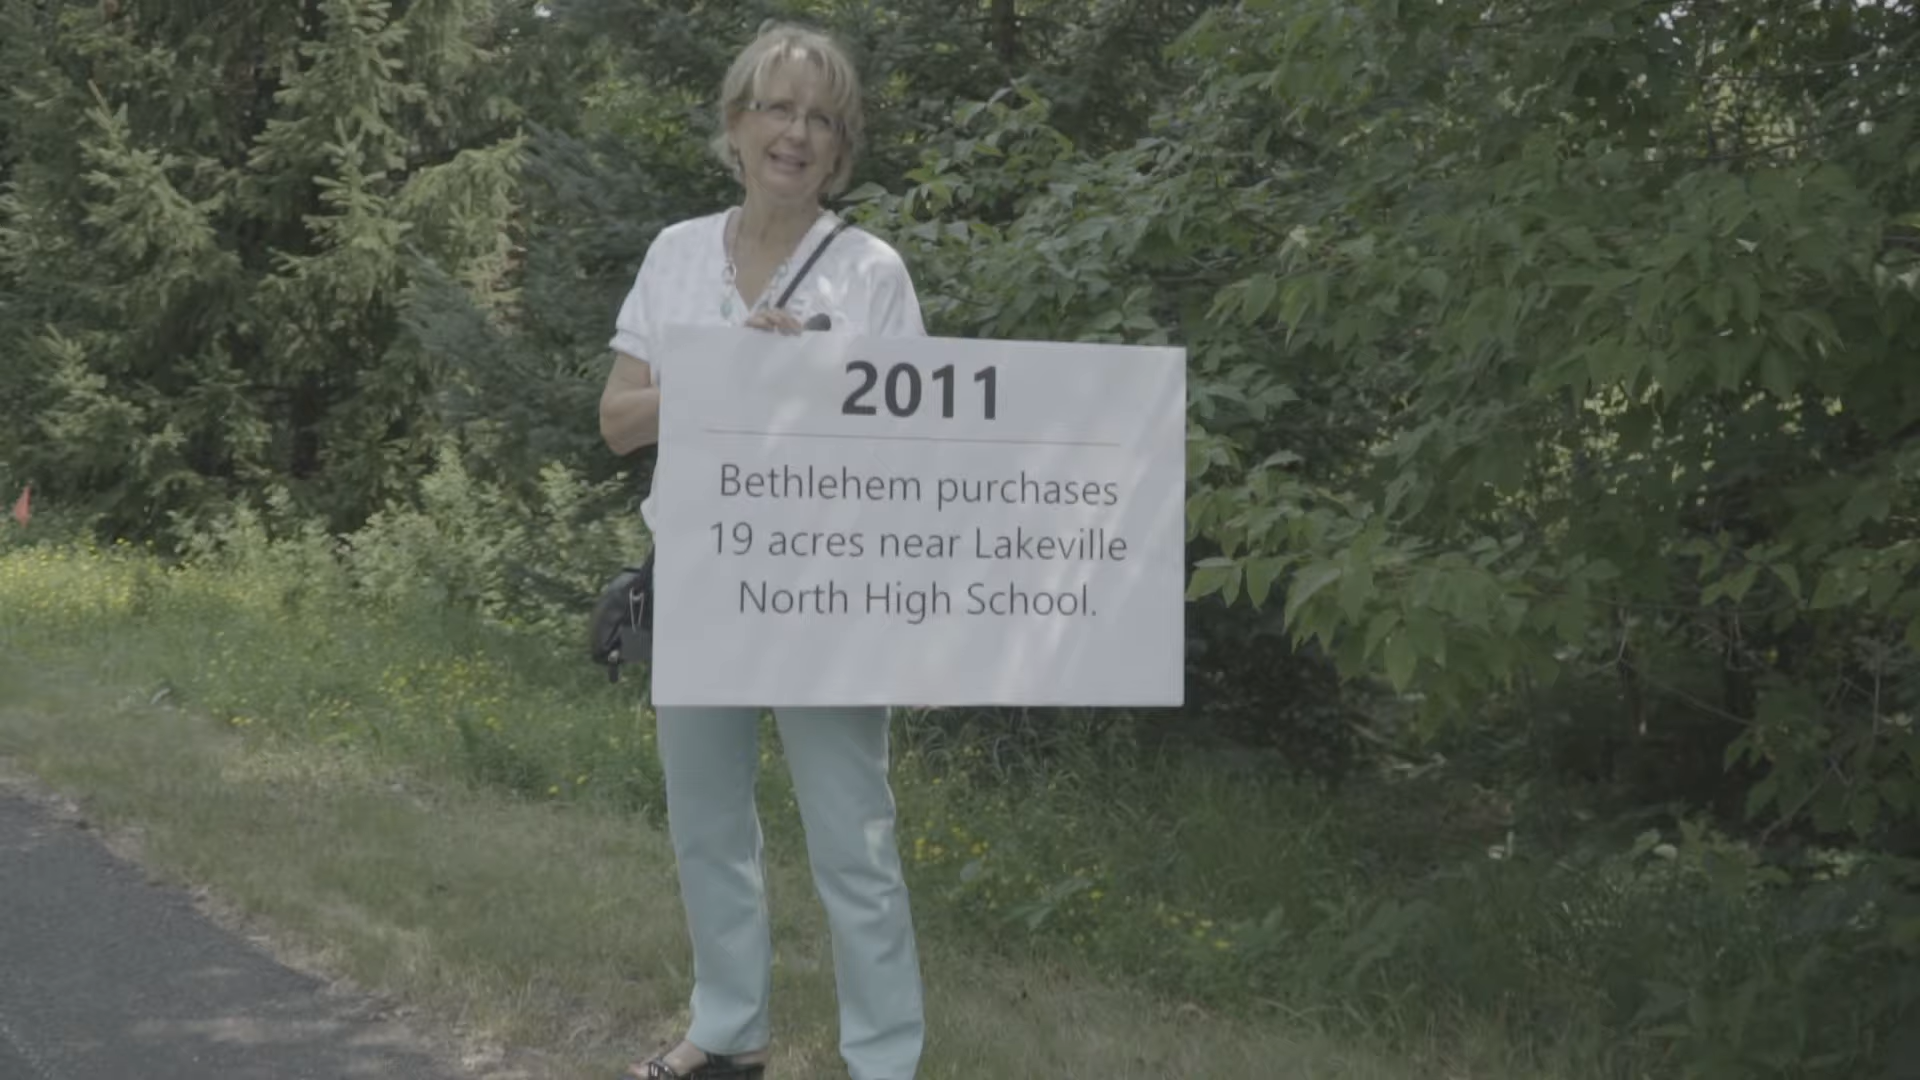 2011
Bethlehem purchases
19 acres near Lakeville
North High School.